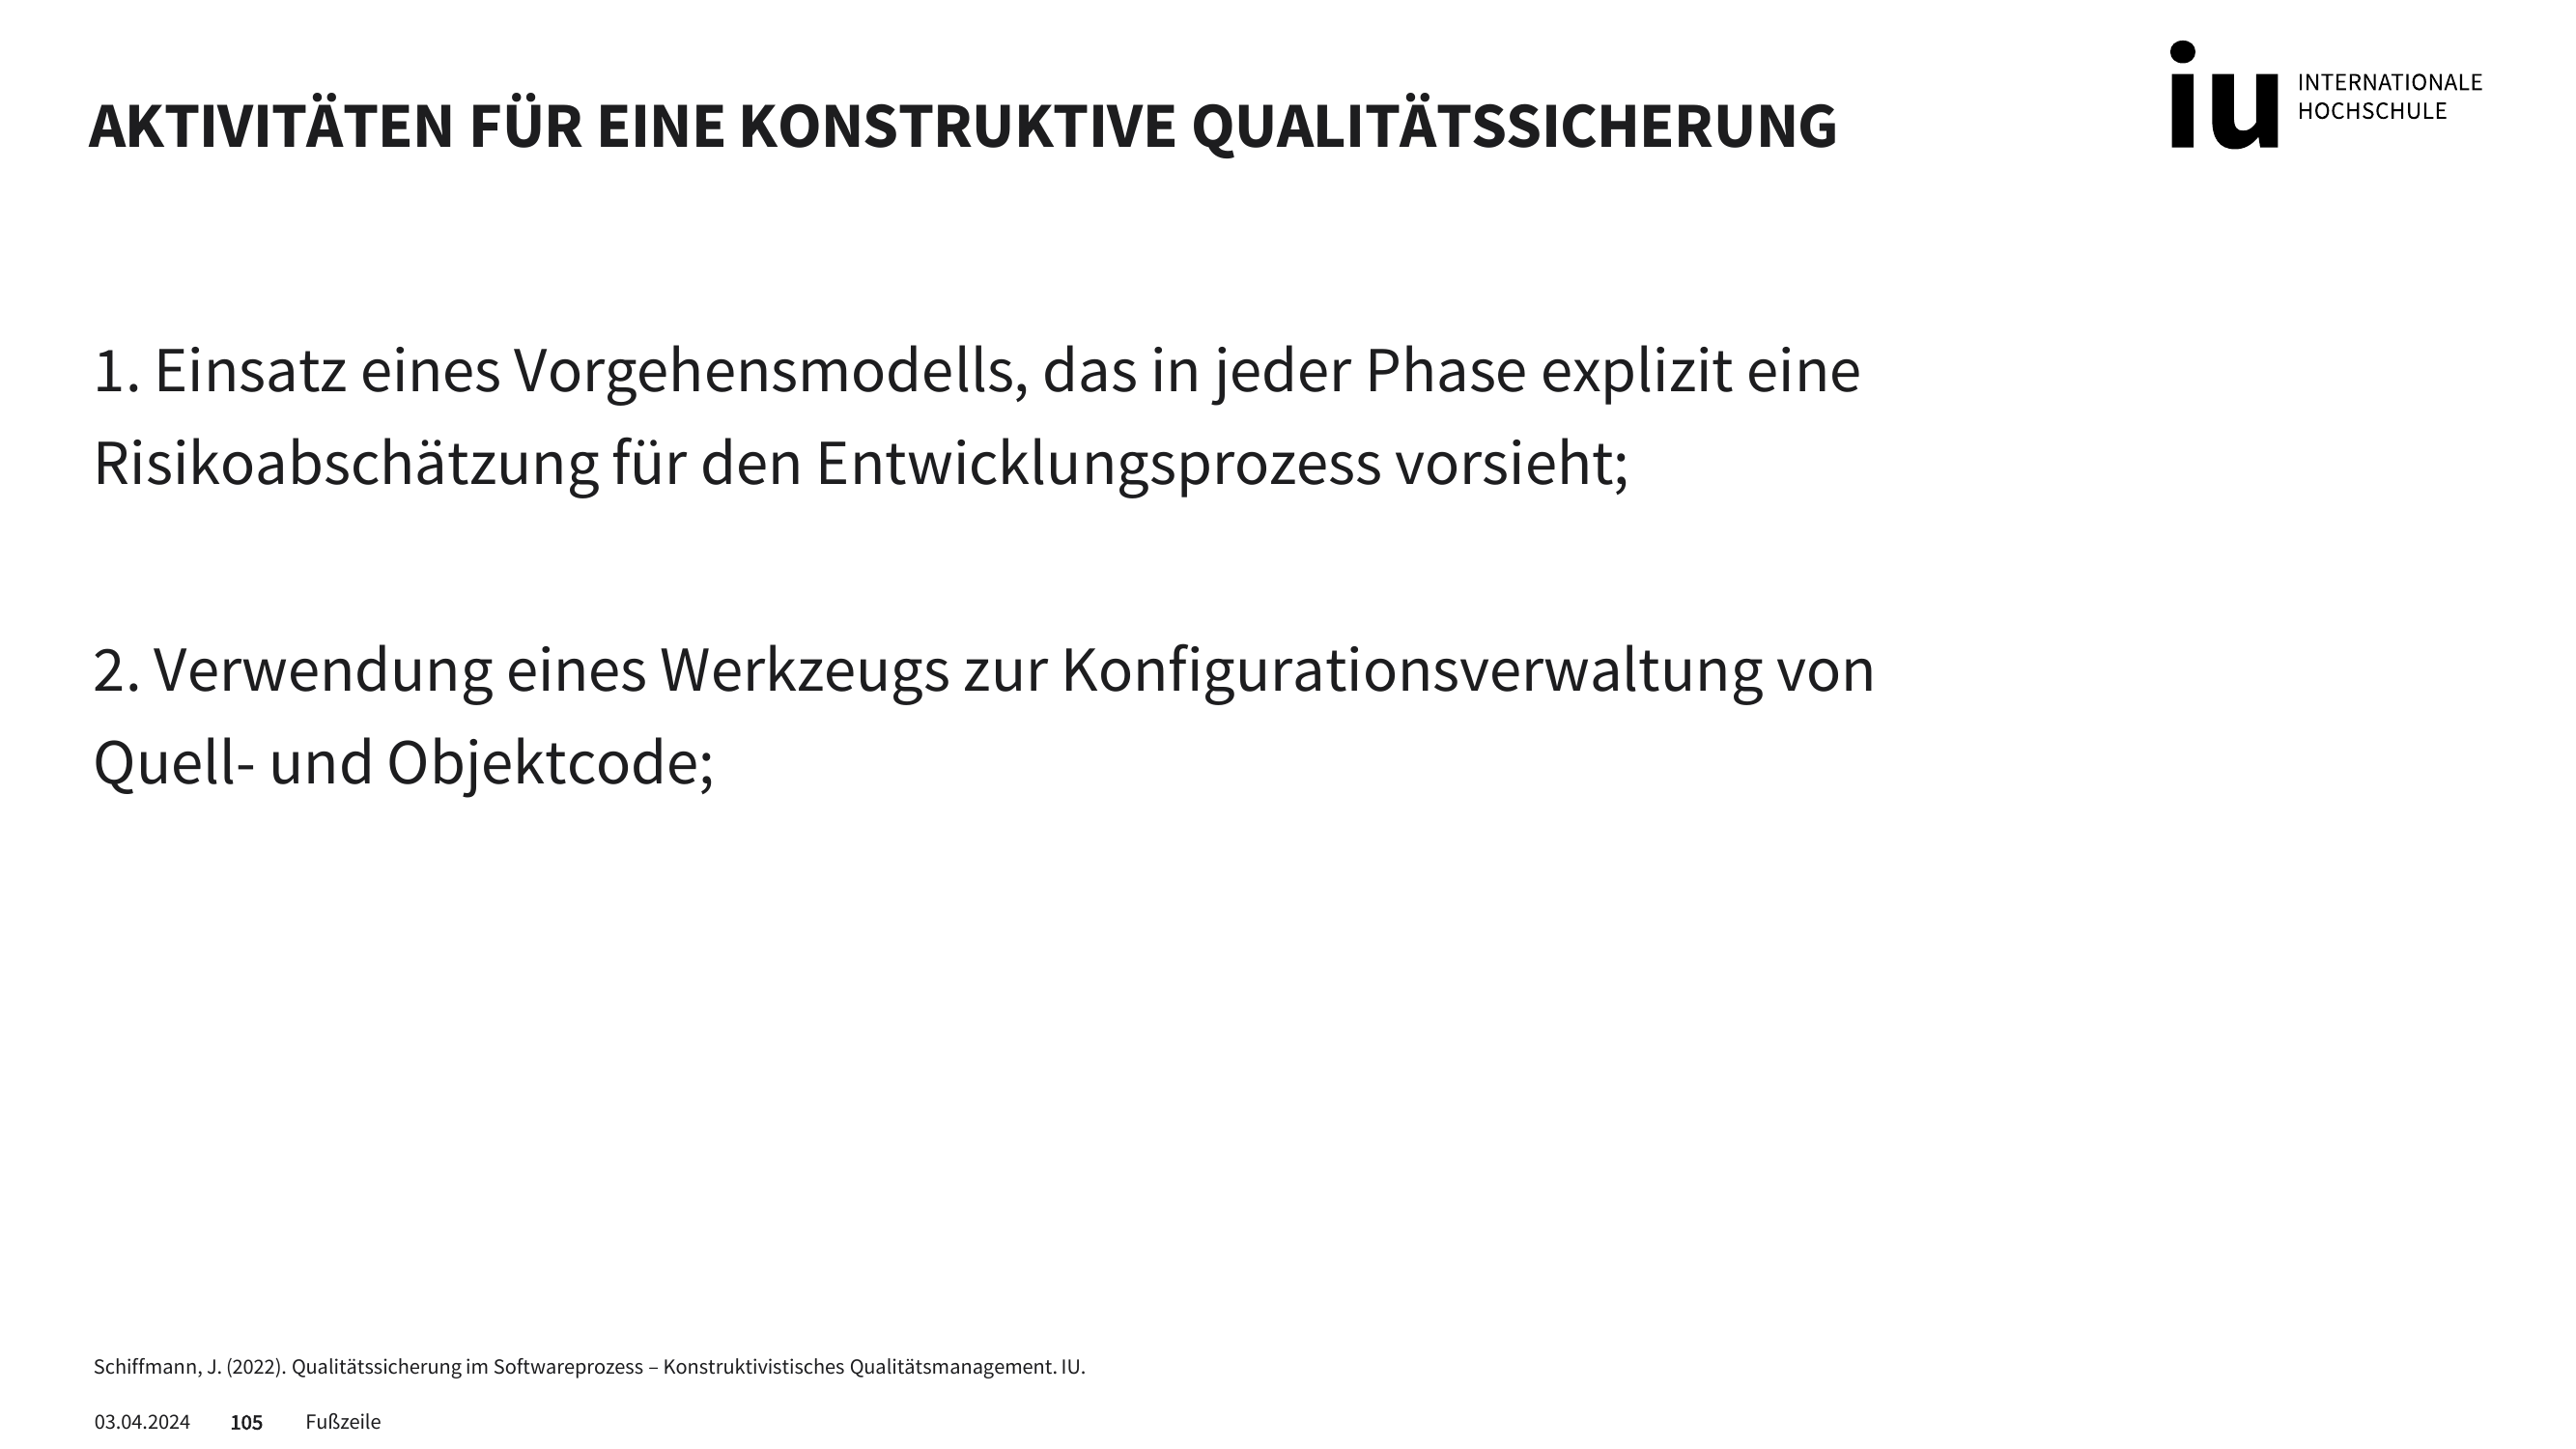 AKTIVITÄTEN FÜR EINE KONSTRUKTIVE QUALITÄTSSICHERUNG
iu INTERNATIONALE
HOCHSCHULE
1. Einsatz eines Vorgehensmodells, das in jeder Phase explizit eine
Risikoabschätzung für den Entwicklungsprozess vorsieht;
2. Verwendung eines Werkzeugs zur Konfigurationsverwaltung von
Quell- und Objektcode;
Schiffmann, J. (2022). Qualitätssicherung im Softwareprozess – Konstruktivistisches Qualitätsmanagement. IU.
03.04.2024 105 Fußzeile